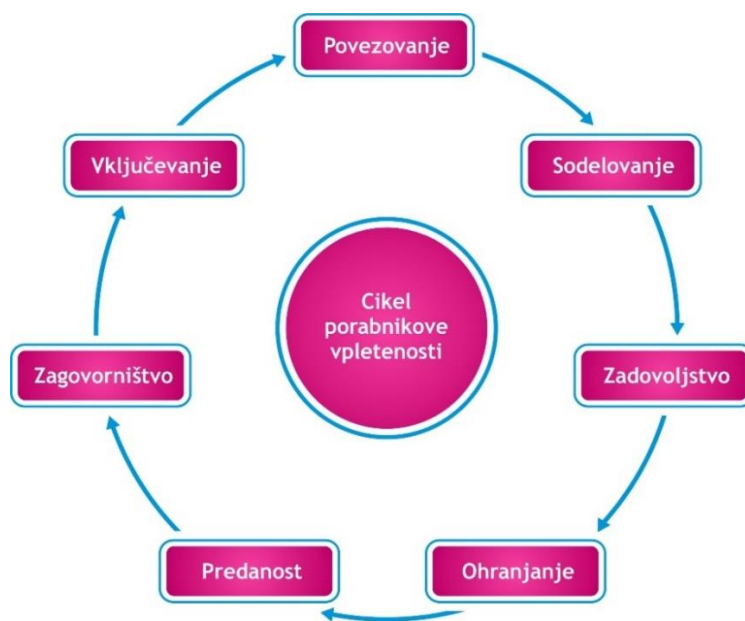 Povezovanje
Sodelovanje
Zadovoljstvo
Ohranjanje
Predanost
Zagovorništvo
Vključevanje
Cikel
porabnikove
vpletenosti